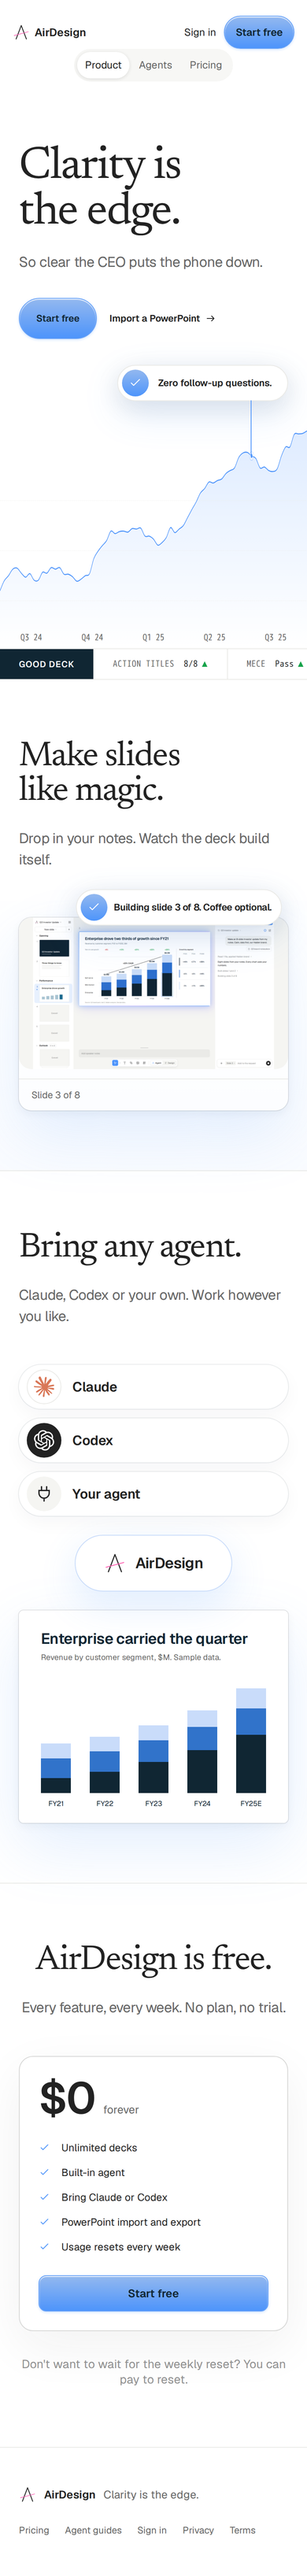 AirDesign
Sign in
Start free
Product
Agents
Pricing
Clarity is
the edge.
So clear the CEO puts the phone down.
Start free
Import a PowerPoint →
Zero follow-up questions.
Q3 24
Q4 24
Q1 25
Q2 25
Q3 25
GOOD DECK
ACTION TITLES 8/8 ▲
MECE Pass ▲
Make slides
like magic.
Drop in your notes. Watch the deck build
itself.
Building slide 3 of 8. Coffee optional.
Enterprise drove two thirds of growth since FY21
Slide 3 of 8
Bring any agent.
Claude, Codex or your own. Work however
you like.
Claude
Codex
Your agent
AirDesign
Enterprise carried the quarter
Revenue by customer segment, $M. Sample data.
FY21
FY22
FY23
FY24
FY25E
AirDesign is free.
Every feature, every week. No plan, no trial.
$0 forever
Unlimited decks
Built-in agent
Bring Claude or Codex
PowerPoint import and export
Usage resets every week
Start free
Don't want to wait for the weekly reset? You can
pay to reset.
AirDesign Clarity is the edge.
Pricing
Agent guides
Sign in
Privacy
Terms